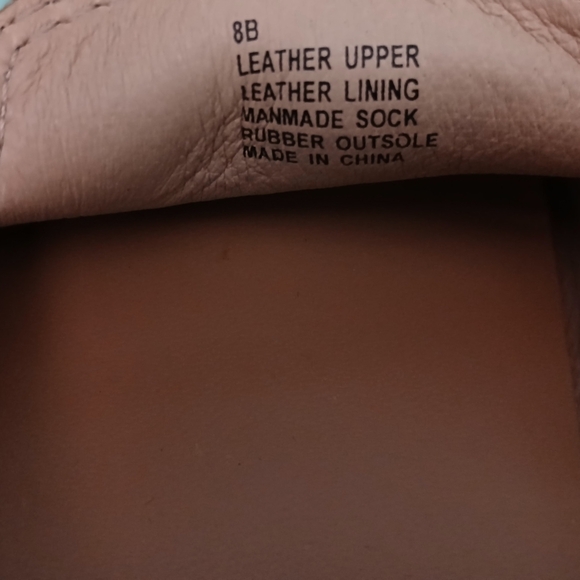 8B
LEATHER UPPER
LEATHER LINING
MANMADE SOCK
RUBBER OUTSOLE
MADE IN CHINA